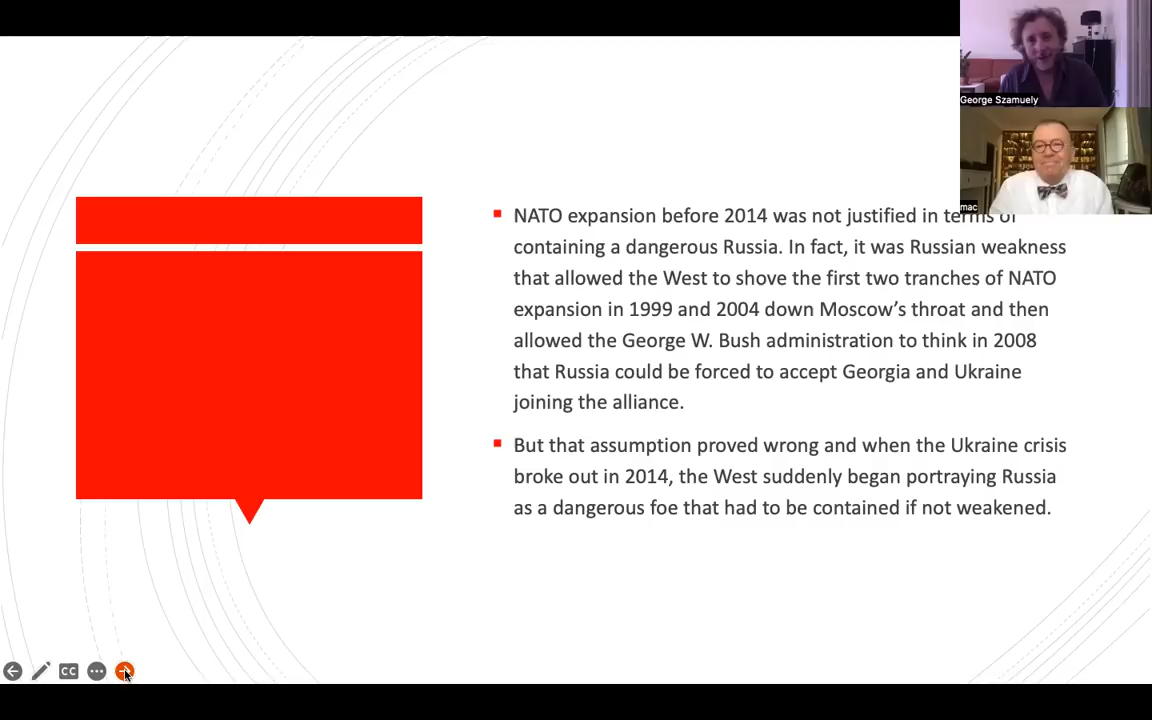 George Szamuely
mac
NATO expansion before 2014 was not justified in terms of
containing a dangerous Russia. In fact, it was Russian weakness
that allowed the West to shove the first two tranches of NATO
expansion in 1999 and 2004 down Moscow’s throat and then
allowed the George W. Bush administration to think in 2008
that Russia could be forced to accept Georgia and Ukraine
joining the alliance.
But that assumption proved wrong and when the Ukraine crisis
broke out in 2014, the West suddenly began portraying Russia
as a dangerous foe that had to be contained if not weakened.
CC